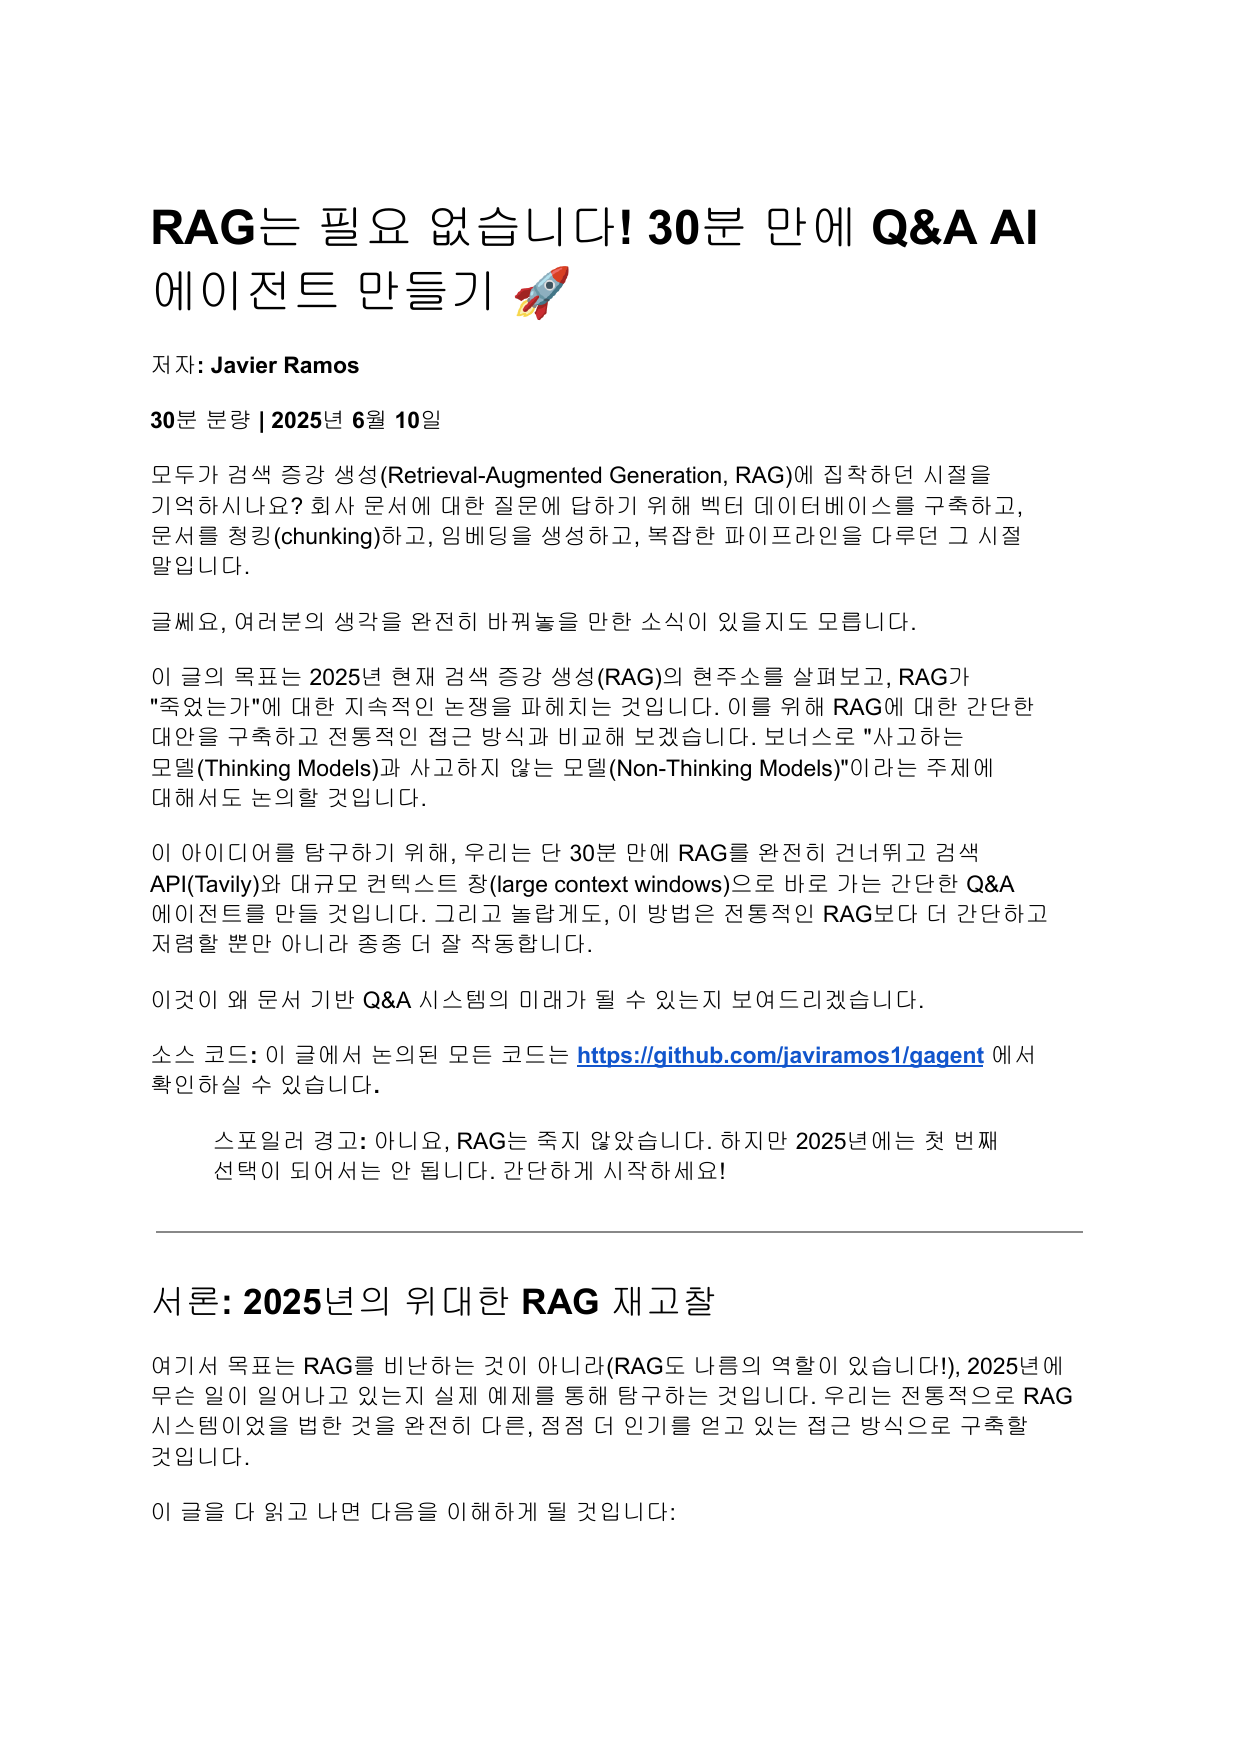 RAG는 필요 없습니다! 30분 만에 Q&A AI
에이전트 만들기 🚀
저자: Javier Ramos
30분 분량 | 2025년 6월 10일
모두가 검색 증강 생성(Retrieval-Augmented Generation, RAG)에 집착하던 시절을
기억하시나요? 회사 문서에 대한 질문에 답하기 위해 벡터 데이터베이스를 구축하고,
문서를 청킹(chunking)하고, 임베딩을 생성하고, 복잡한 파이프라인을 다루던 그 시절
말입니다.
글쎄요, 여러분의 생각을 완전히 바꿔놓을 만한 소식이 있을지도 모릅니다.
이 글의 목표는 2025년 현재 검색 증강 생성(RAG)의 현주소를 살펴보고, RAG가
"죽었는가"에 대한 지속적인 논쟁을 파헤치는 것입니다. 이를 위해 RAG에 대한 간단한
대안을 구축하고 전통적인 접근 방식과 비교해 보겠습니다. 보너스로 "사고하는
모델(Thinking Models)과 사고하지 않는 모델(Non-Thinking Models)"이라는 주제에
대해서도 논의할 것입니다.
이 아이디어를 탐구하기 위해, 우리는 단 30분 만에 RAG를 완전히 건너뛰고 검색
API(Tavily)와 대규모 컨텍스트 창(large context windows)으로 바로 가는 간단한 Q&A
에이전트를 만들 것입니다. 그리고 놀랍게도, 이 방법은 전통적인 RAG보다 더 간단하고
저렴할 뿐만 아니라 종종 더 잘 작동합니다.
이것이 왜 문서 기반 Q&A 시스템의 미래가 될 수 있는지 보여드리겠습니다.
소스 코드: 이 글에서 논의된 모든 코드는 https://github.com/javiramos1/gagent 에서
확인하실 수 있습니다.
스포일러 경고: 아니요, RAG는 죽지 않았습니다. 하지만 2025년에는 첫 번째
선택이 되어서는 안 됩니다. 간단하게 시작하세요!
서론: 2025년의 위대한 RAG 재고찰
여기서 목표는 RAG를 비난하는 것이 아니라(RAG도 나름의 역할이 있습니다!), 2025년에
무슨 일이 일어나고 있는지 실제 예제를 통해 탐구하는 것입니다. 우리는 전통적으로 RAG
시스템이었을 법한 것을 완전히 다른, 점점 더 인기를 얻고 있는 접근 방식으로 구축할
것입니다.
이 글을 다 읽고 나면 다음을 이해하게 될 것입니다: